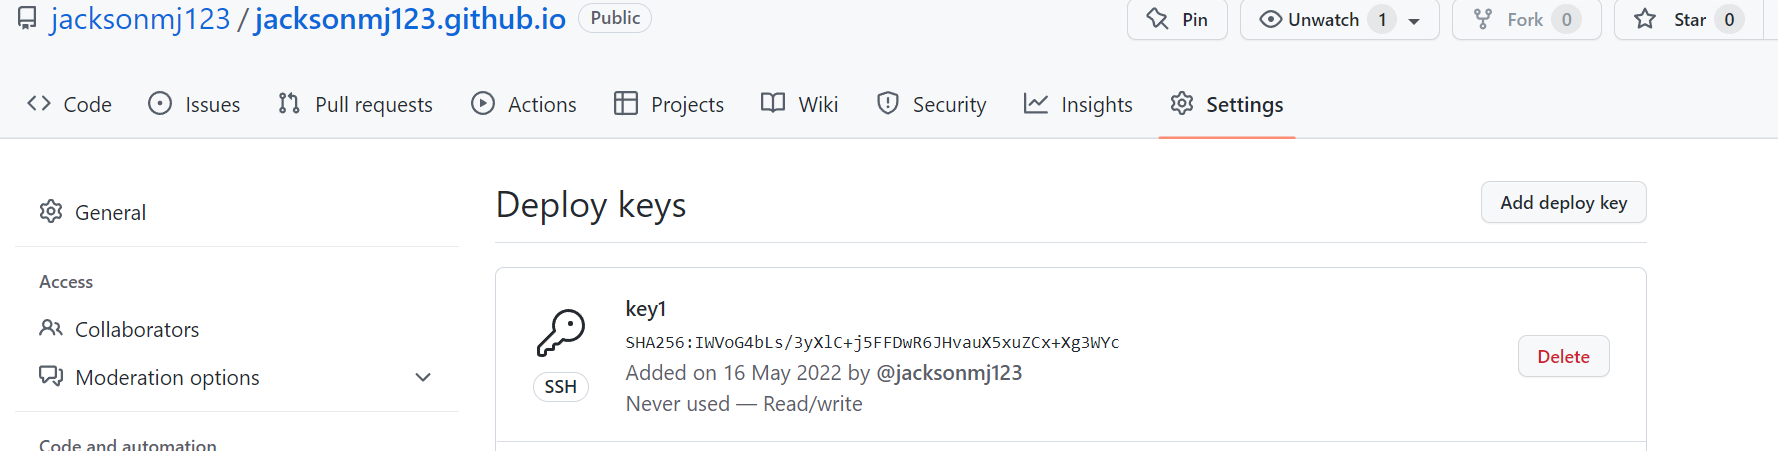 jacksonmj123 / jacksonmj123.github.io Public Pin Unwatch 1 Fork 0 Star 0
Code Issues Pull requests Actions Projects Wiki Security Insights Settings
General
Access
Collaborators
Moderation options
Code and automation
Deploy keys
Add deploy key
key1
SHA256:IWVoG4bLs/3yXlC+j5FFDwR6JHvauX5xuZCx+Xg3WYc
Added on 16 May 2022 by @jacksonmj123
Never used — Read/write
SSH
Delete